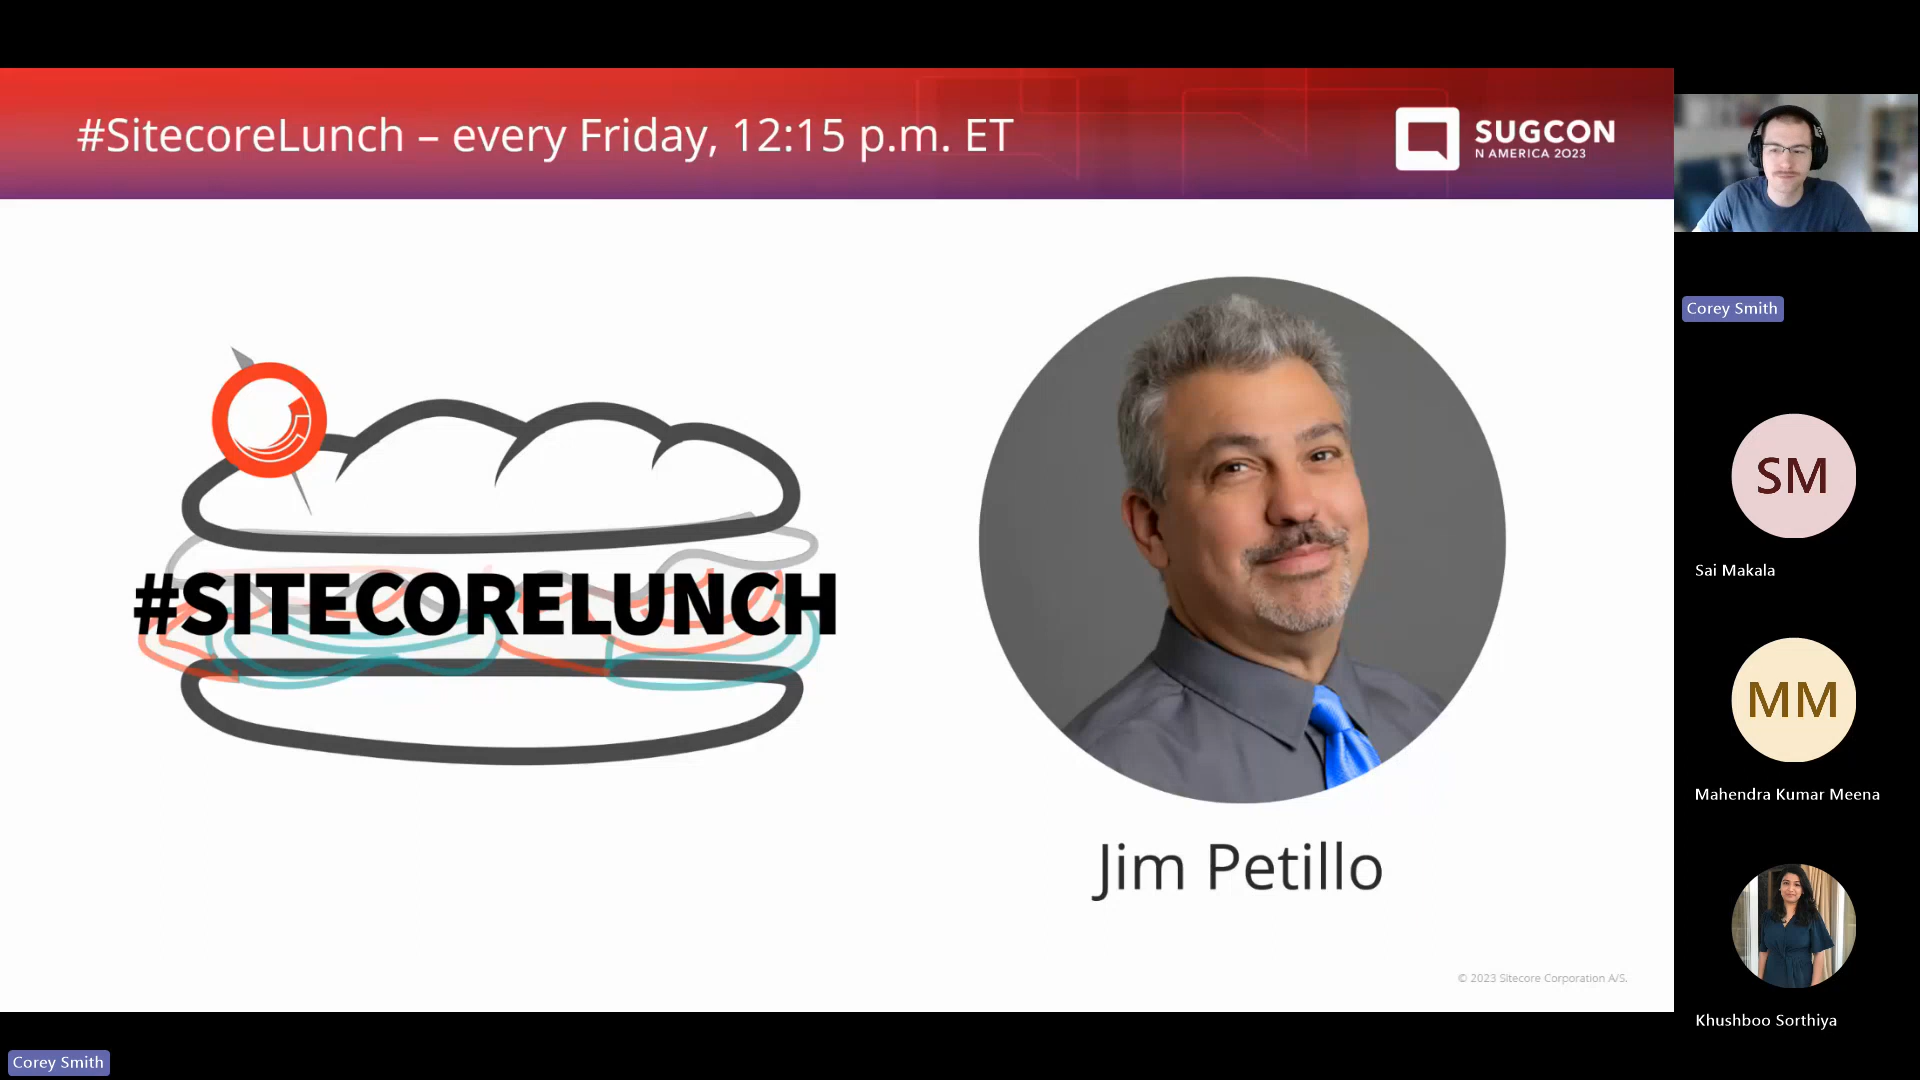 #SitecoreLunch – every Friday, 12:15 p.m. ET
SUGCON
N AMERICA 2023
#SITECORELUNCH
Jim Petillo
© 2023 Sitecore Corporation A/S.
Corey Smith
SM
Sai Makala
MM
Mahendra Kumar Meena
Khushboo Sorthiya
Corey Smith